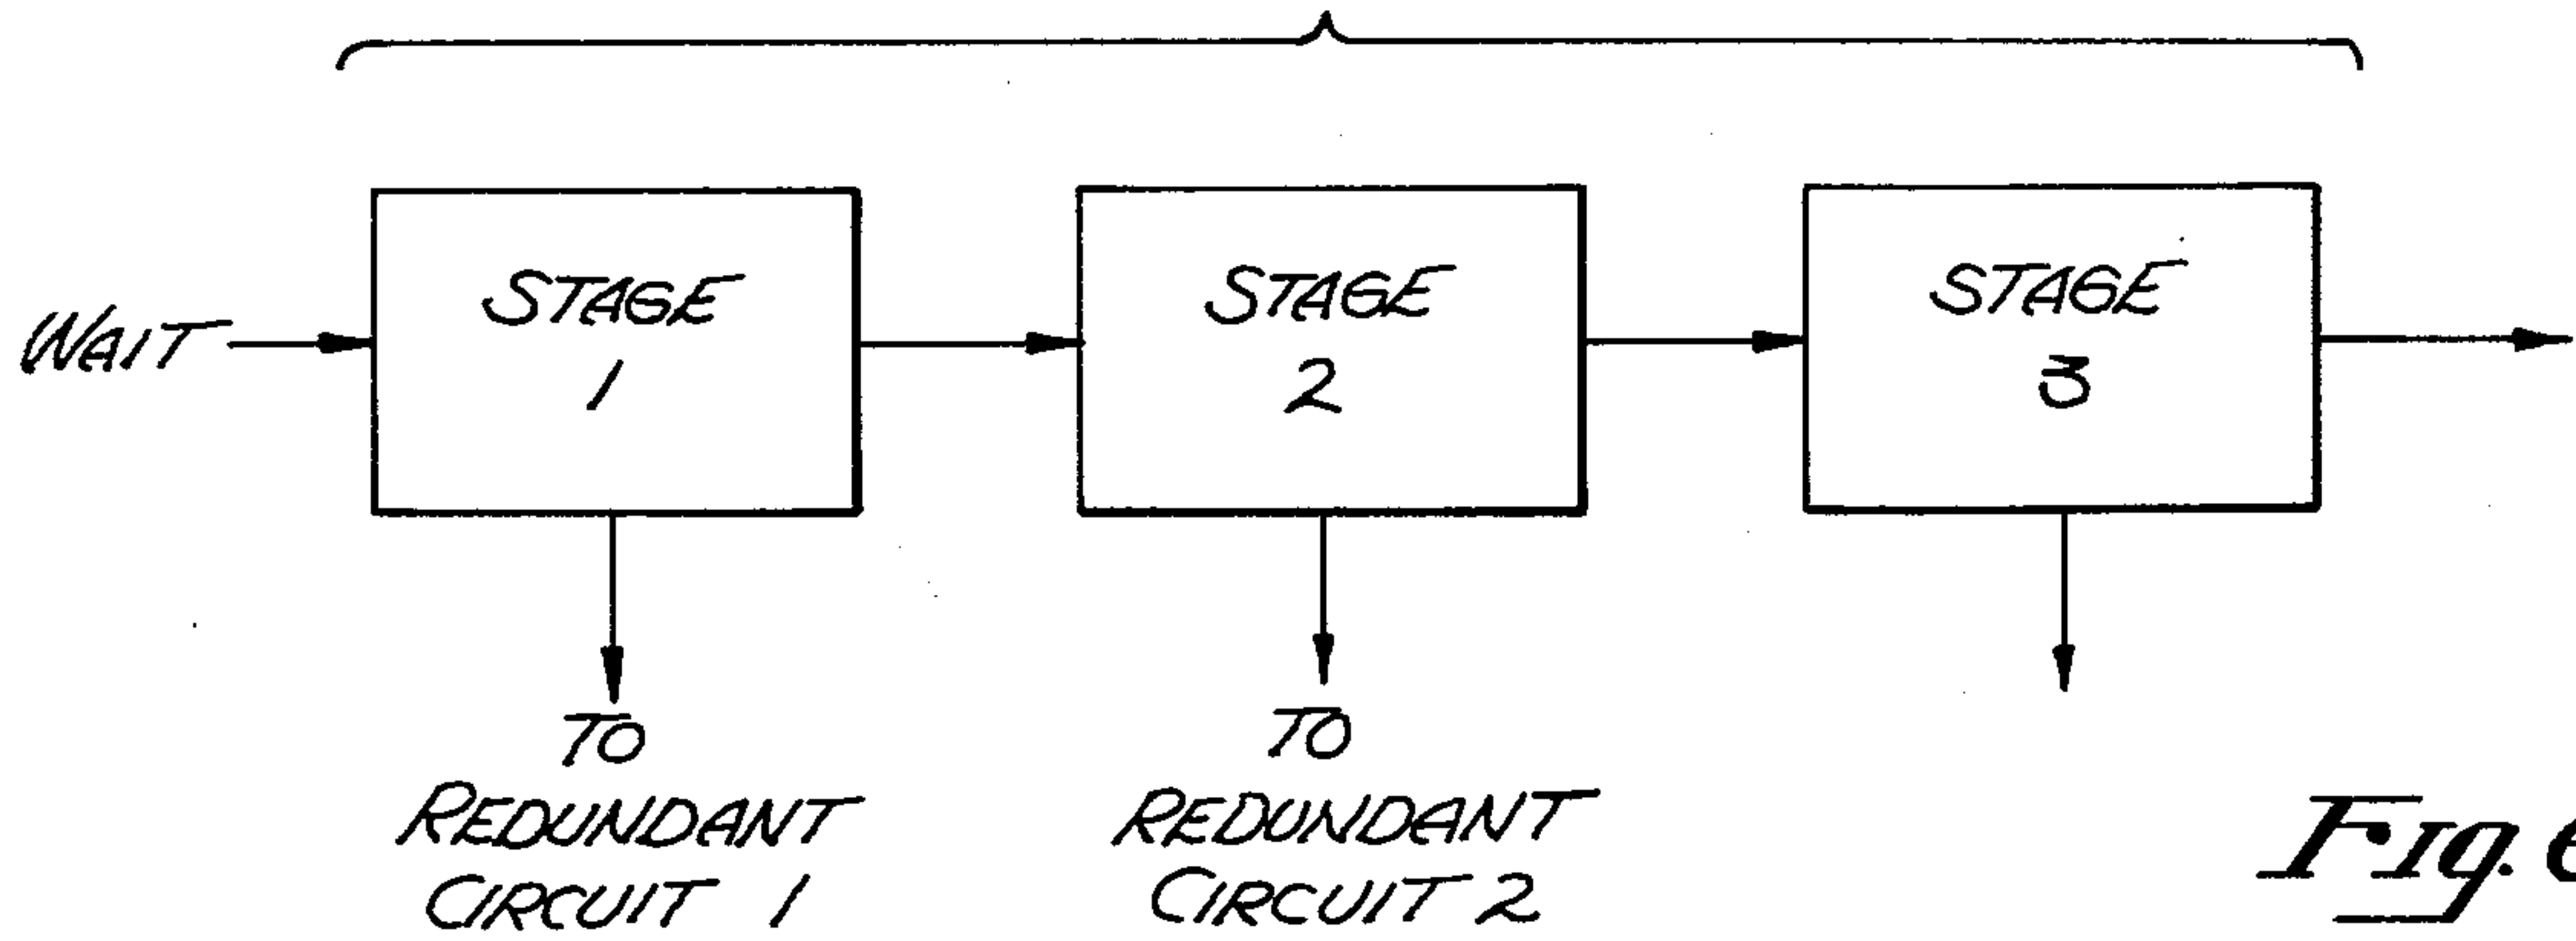 WAIT
STAGE
1
STAGE
2
STAGE
3
TO
REDUNDANT
CIRCUIT 1
TO
REDUNDANT
CIRCUIT 2
Fig. 6